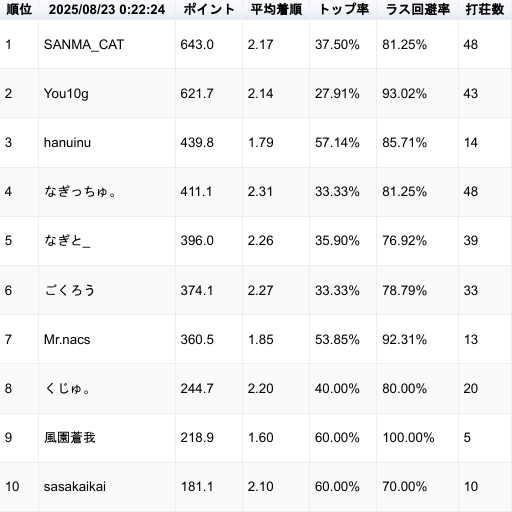 順位 2025/08/23 0:22:24 ポイント 平均着順 トップ率 ラス回避率 打荘数
1 SANMA_CAT 643.0 2.17 37.50% 81.25% 48
2 You10g 621.7 2.14 27.91% 93.02% 43
3 hanuinu 439.8 1.79 57.14% 85.71% 14
4 なぎっちゅ。 411.1 2.31 33.33% 81.25% 48
5 なぎと_ 396.0 2.26 35.90% 76.92% 39
6 ごくろう 374.1 2.27 33.33% 78.79% 33
7 Mr.nacs 360.5 1.85 53.85% 92.31% 13
8 くじゅ。 244.7 2.20 40.00% 80.00% 20
9 風園蒼我 218.9 1.60 60.00% 100.00% 5
10 sasakaikai 181.1 2.10 60.00% 70.00% 10